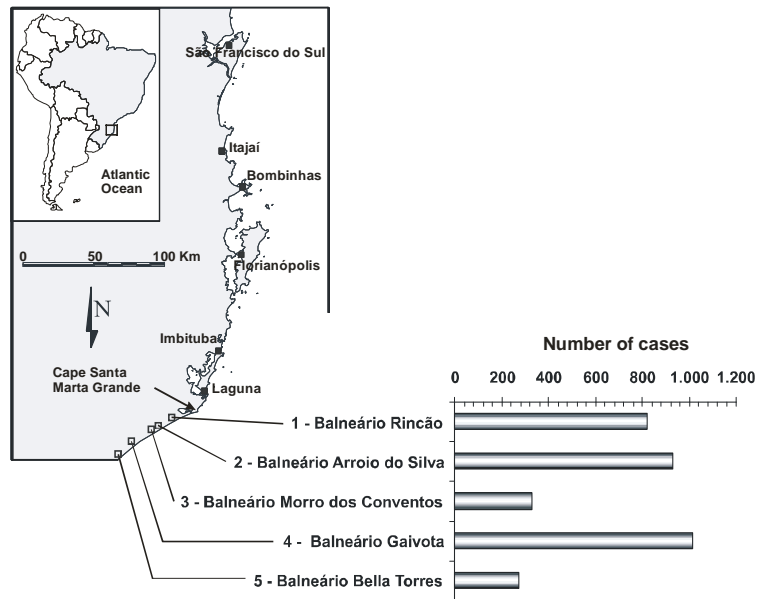 São Francisco do Sul
Itajaí
Bombinhas
Atlantic
Ocean
0 50 100 Km
Florianópolis
N
Imbituba
Cape Santa
Marta Grande
Laguna
Number of cases
0 200 400 600 800 1.000 1.200
1 - Balneário Rincão
2 - Balneário Arroio do Silva
3 - Balneário Morro dos Conventos
4 - Balneário Gaivota
5 - Balneário Bella Torres